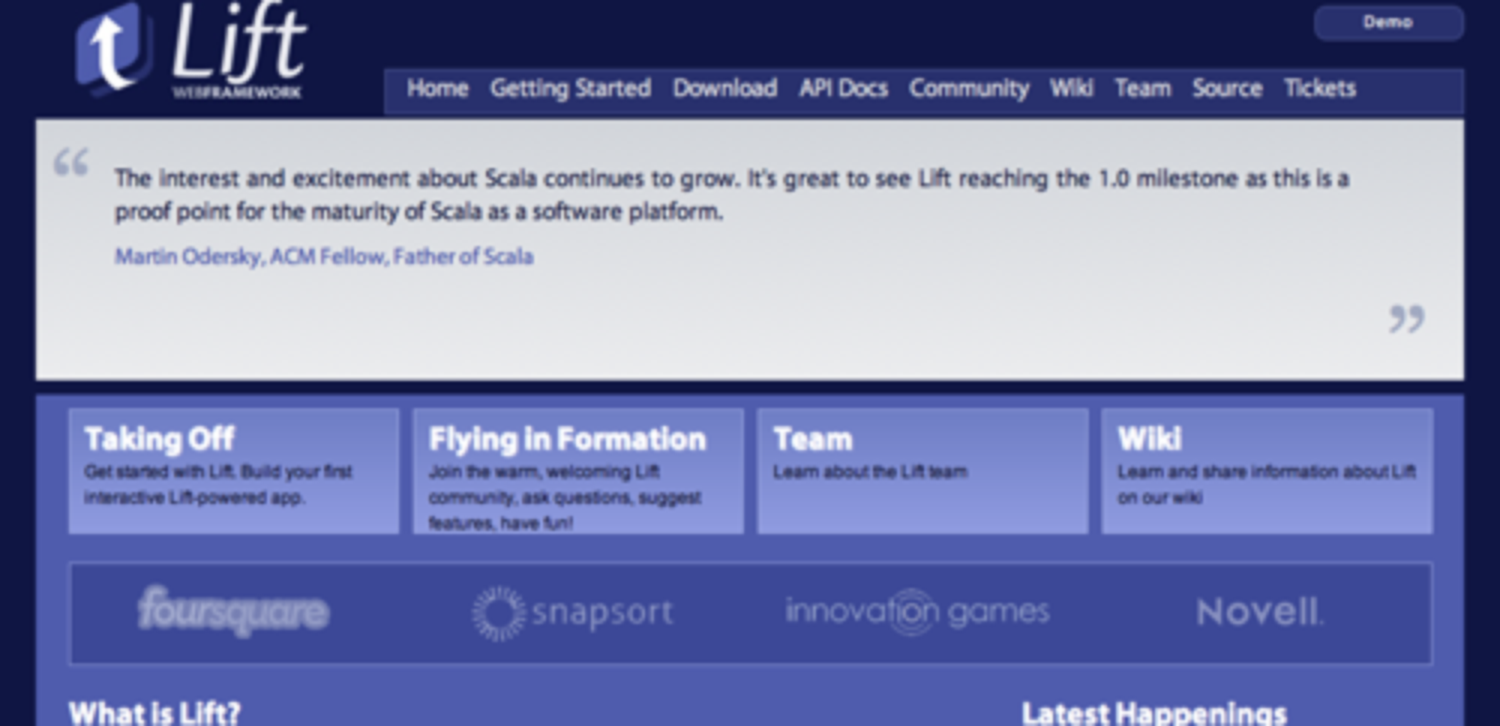 Lift
WEBFRAMEWORK
Demo
Home Getting Started Download API Docs Community Wiki Team Source Tickets
“
The interest and excitement about Scala continues to grow. It's great to see Lift reaching the 1.0 milestone as this is a
proof point for the maturity of Scala as a software platform.
Martin Odersky, ACM Fellow, Father of Scala
”
Taking Off
Get started with Lift. Build your first
interactive Lift-powered app.
Flying in Formation
Join the warm, welcoming Lift
community, ask questions, suggest
features, have fun!
Team
Learn about the Lift team
Wiki
Learn and share information about Lift
on our wiki
foursquare snapsort innovation games Novell.
What is Lift? Latest Happenings